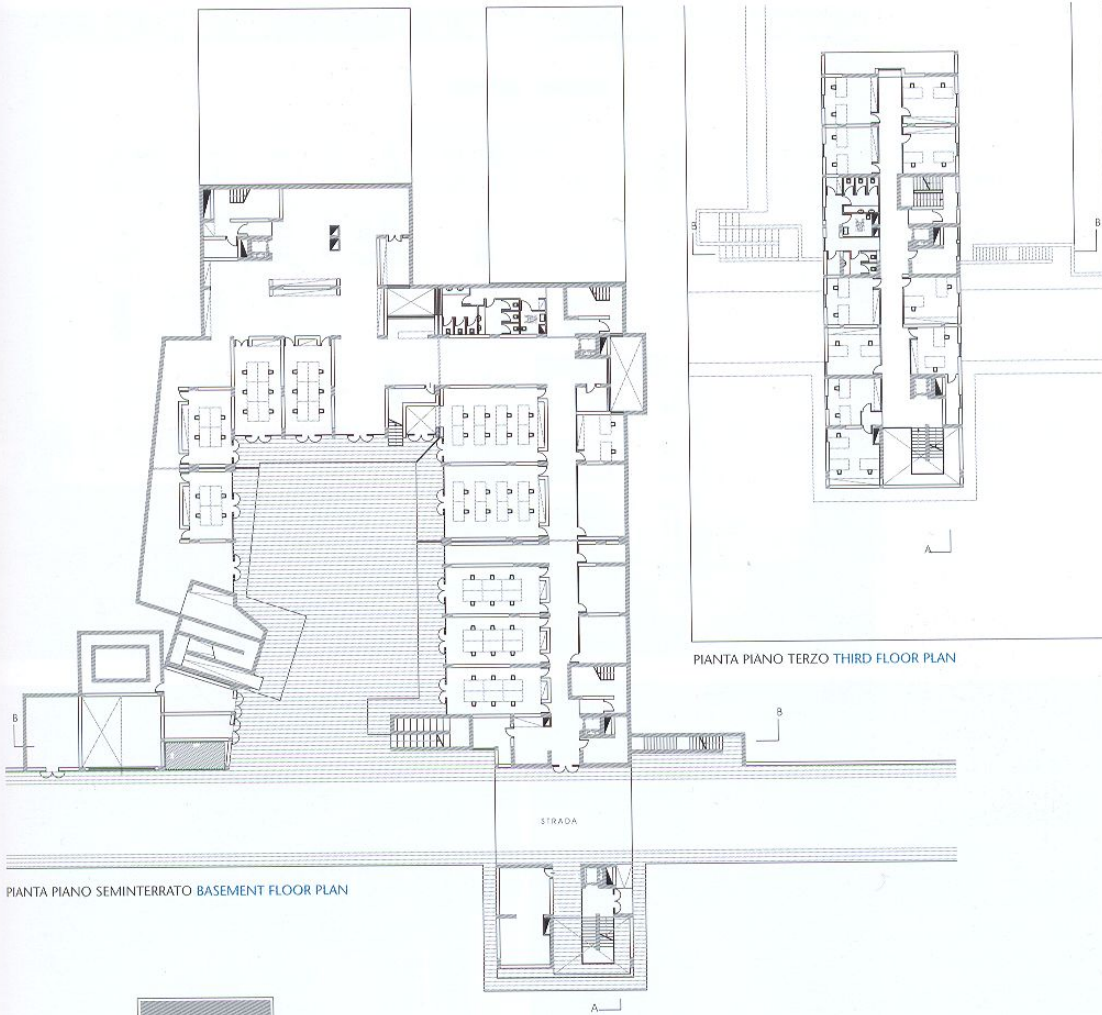 B
B
A
PIANTA PIANO TERZO THIRD FLOOR PLAN
B
B
STRADA
PIANTA PIANO SEMINTERRATO BASEMENT FLOOR PLAN
A